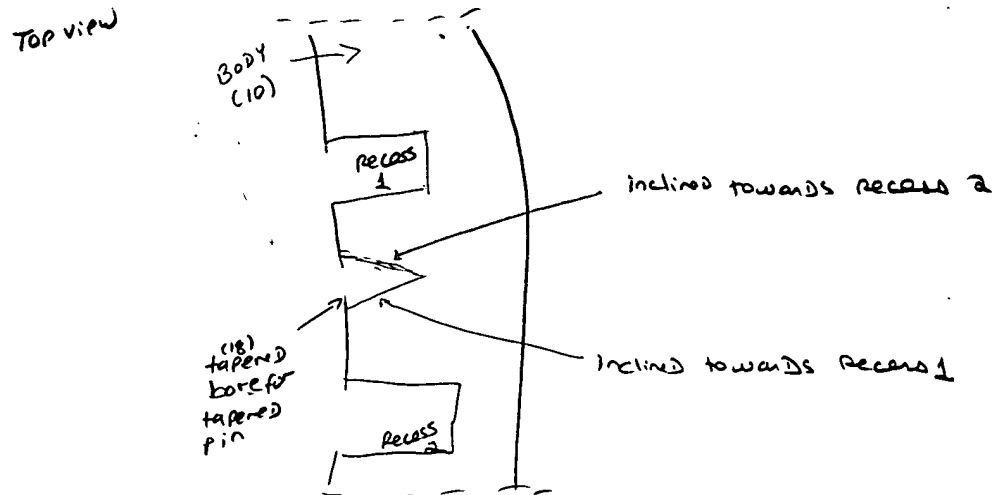 TOP view
BODY
(10)
Recess
1
inclined towards recess 2
(18)
tapered
bore for
tapered
pin
inclined towards recess 1
Recess
2